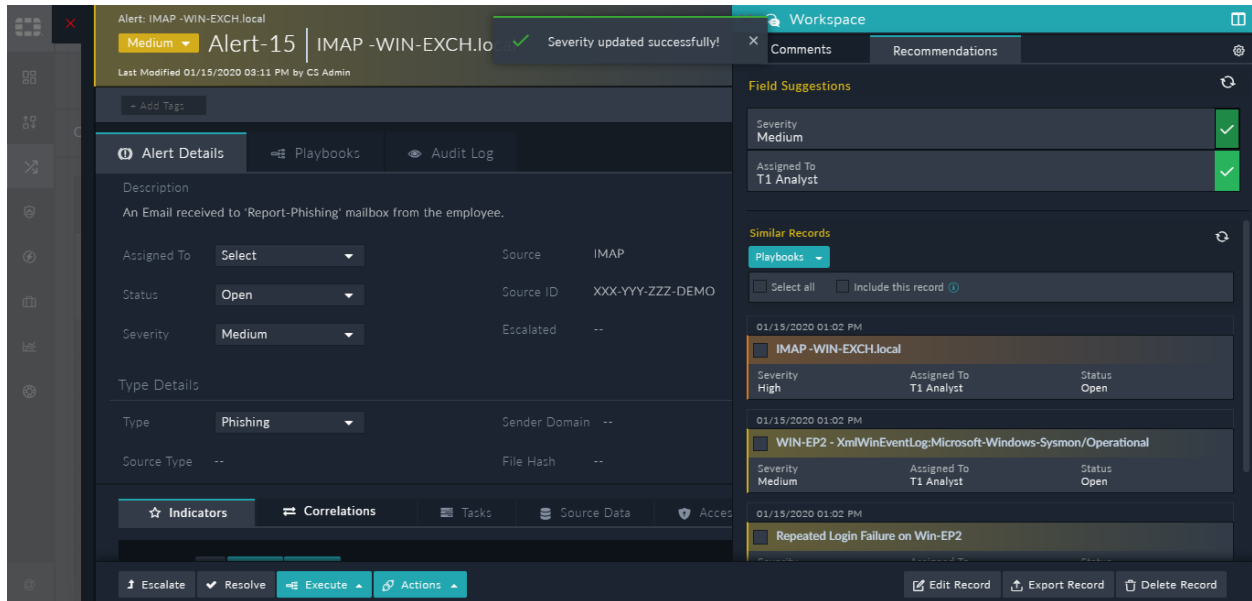 Alert: IMAP -WIN-EXCH.local
Medium Alert-15 IMAP -WIN-EXCH.lo
Last Modified 01/15/2020 03:11 PM by CS Admin
+ Add Tags
Severity updated successfully!
Alert Details Playbooks Audit Log
Description
An Email received to 'Report-Phishing' mailbox from the employee.
Assigned To Select Source IMAP
Status Open Source ID XXX-YYY-ZZZ-DEMO
Severity Medium Escalated --
Type Details
Type Phishing Sender Domain --
Source Type -- File Hash --
Indicators Correlations Tasks Source Data Acces
Escalate Resolve Execute Actions Edit Record Export Record Delete Record
Workspace
Comments Recommendations
Field Suggestions
Severity
Medium
Assigned To
T1 Analyst
Similar Records
Playbooks
Select all Include this record
01/15/2020 01:02 PM
IMAP -WIN-EXCH.local
Severity Assigned To Status
High T1 Analyst Open
01/15/2020 01:02 PM
WIN-EP2 - XmlWinEventLog:Microsoft-Windows-Sysmon/Operational
Severity Assigned To Status
Medium T1 Analyst Open
01/15/2020 01:02 PM
Repeated Login Failure on Win-EP2